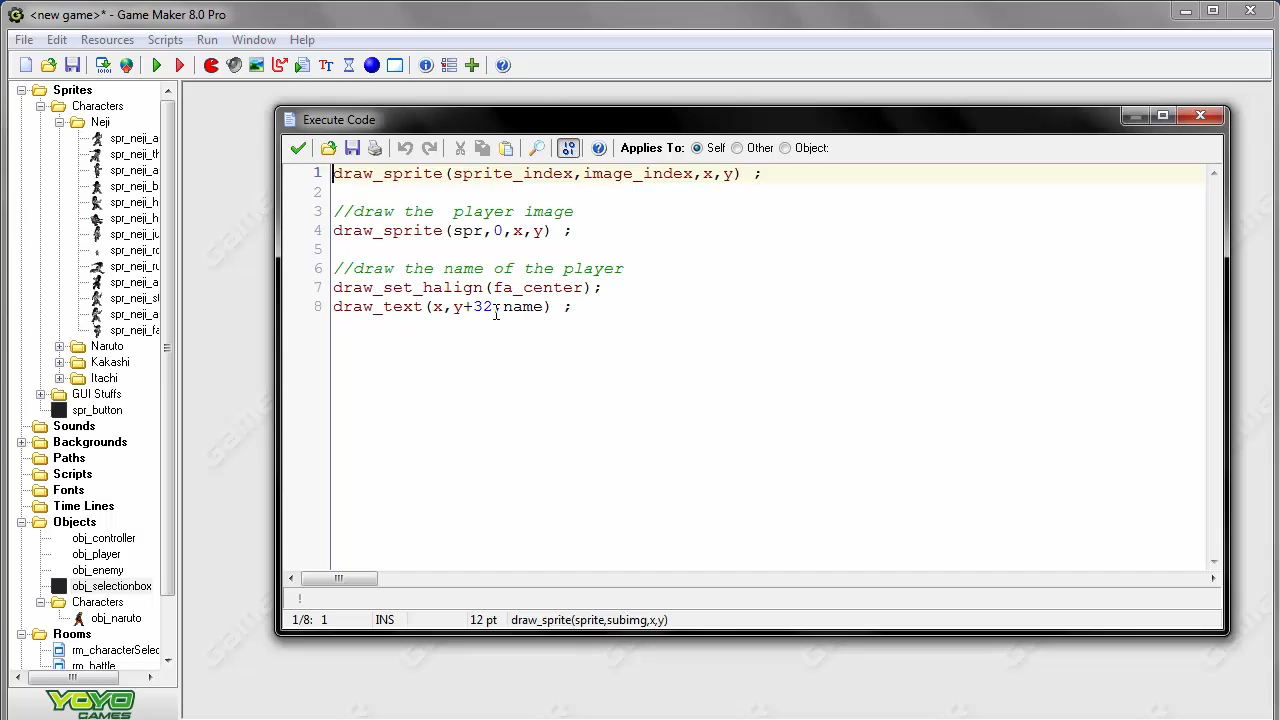 <new game>* - Game Maker 8.0 Pro
File Edit Resources Scripts Run Window Help
Sprites
Characters
Neji
spr_neji_a
spr_neji_th
spr_neji_a
spr_neji_b
spr_neji_h
spr_neji_h
spr_neji_ju
spr_neji_ro
spr_neji_ru
spr_neji_a
spr_neji_st
spr_neji_a
spr_neji_fa
Naruto
Kakashi
Itachi
GUI Stuffs
spr_button
Sounds
Backgrounds
Paths
Scripts
Fonts
Time Lines
Objects
obj_controller
obj_player
obj_enemy
obj_selectionbox
Characters
obj_naruto
Rooms
rm_characterSelec
rm_battle
YOYO
GAMES
Execute Code
Applies To: Self Other Object:
1 draw_sprite(sprite_index,image_index,x,y) ;
2
3 //draw the  player image
4 draw_sprite(spr,0,x,y) ;
5
6 //draw the name of the player
7 draw_set_halign(fa_center);
8 draw_text(x,y+32,name) ;
!
1/8: 1 INS 12 pt draw_sprite(sprite,subimg,x,y)